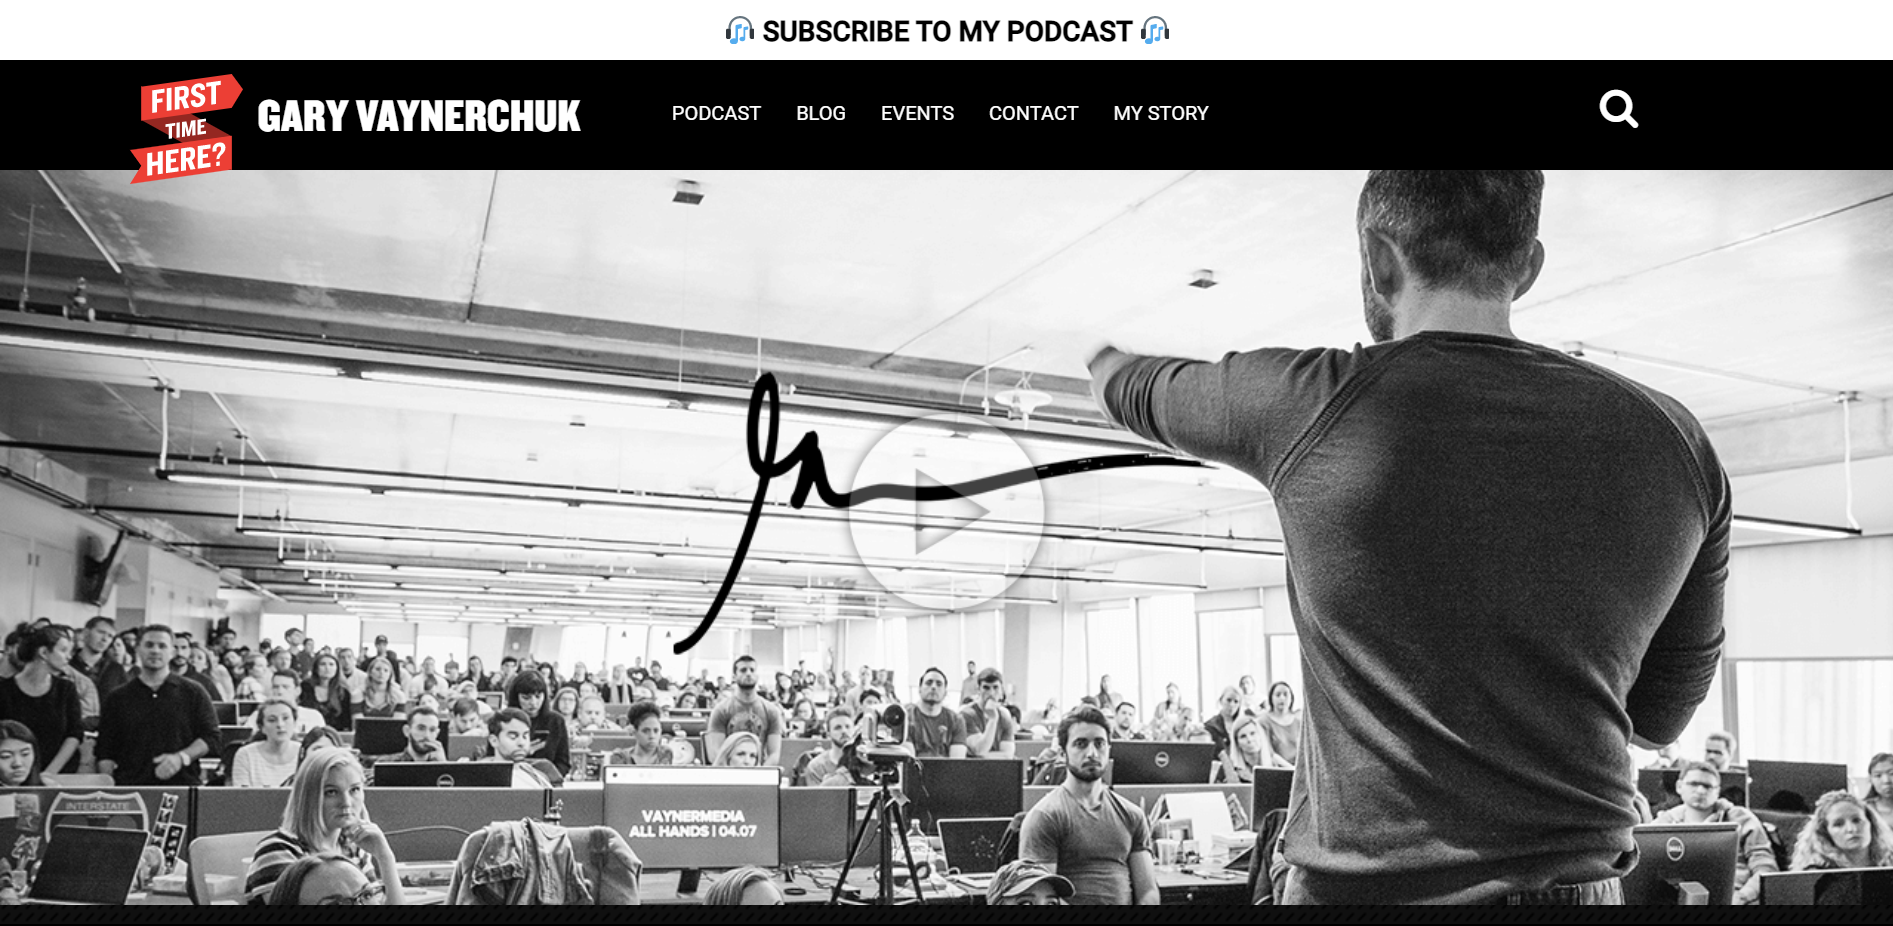 SUBSCRIBE TO MY PODCAST
FIRST
TIME
HERE?
GARY VAYNERCHUK
PODCAST
BLOG
EVENTS
CONTACT
MY STORY
INTERSTATE
VAYNERMEDIA
ALL HANDS | 04.07
DELL